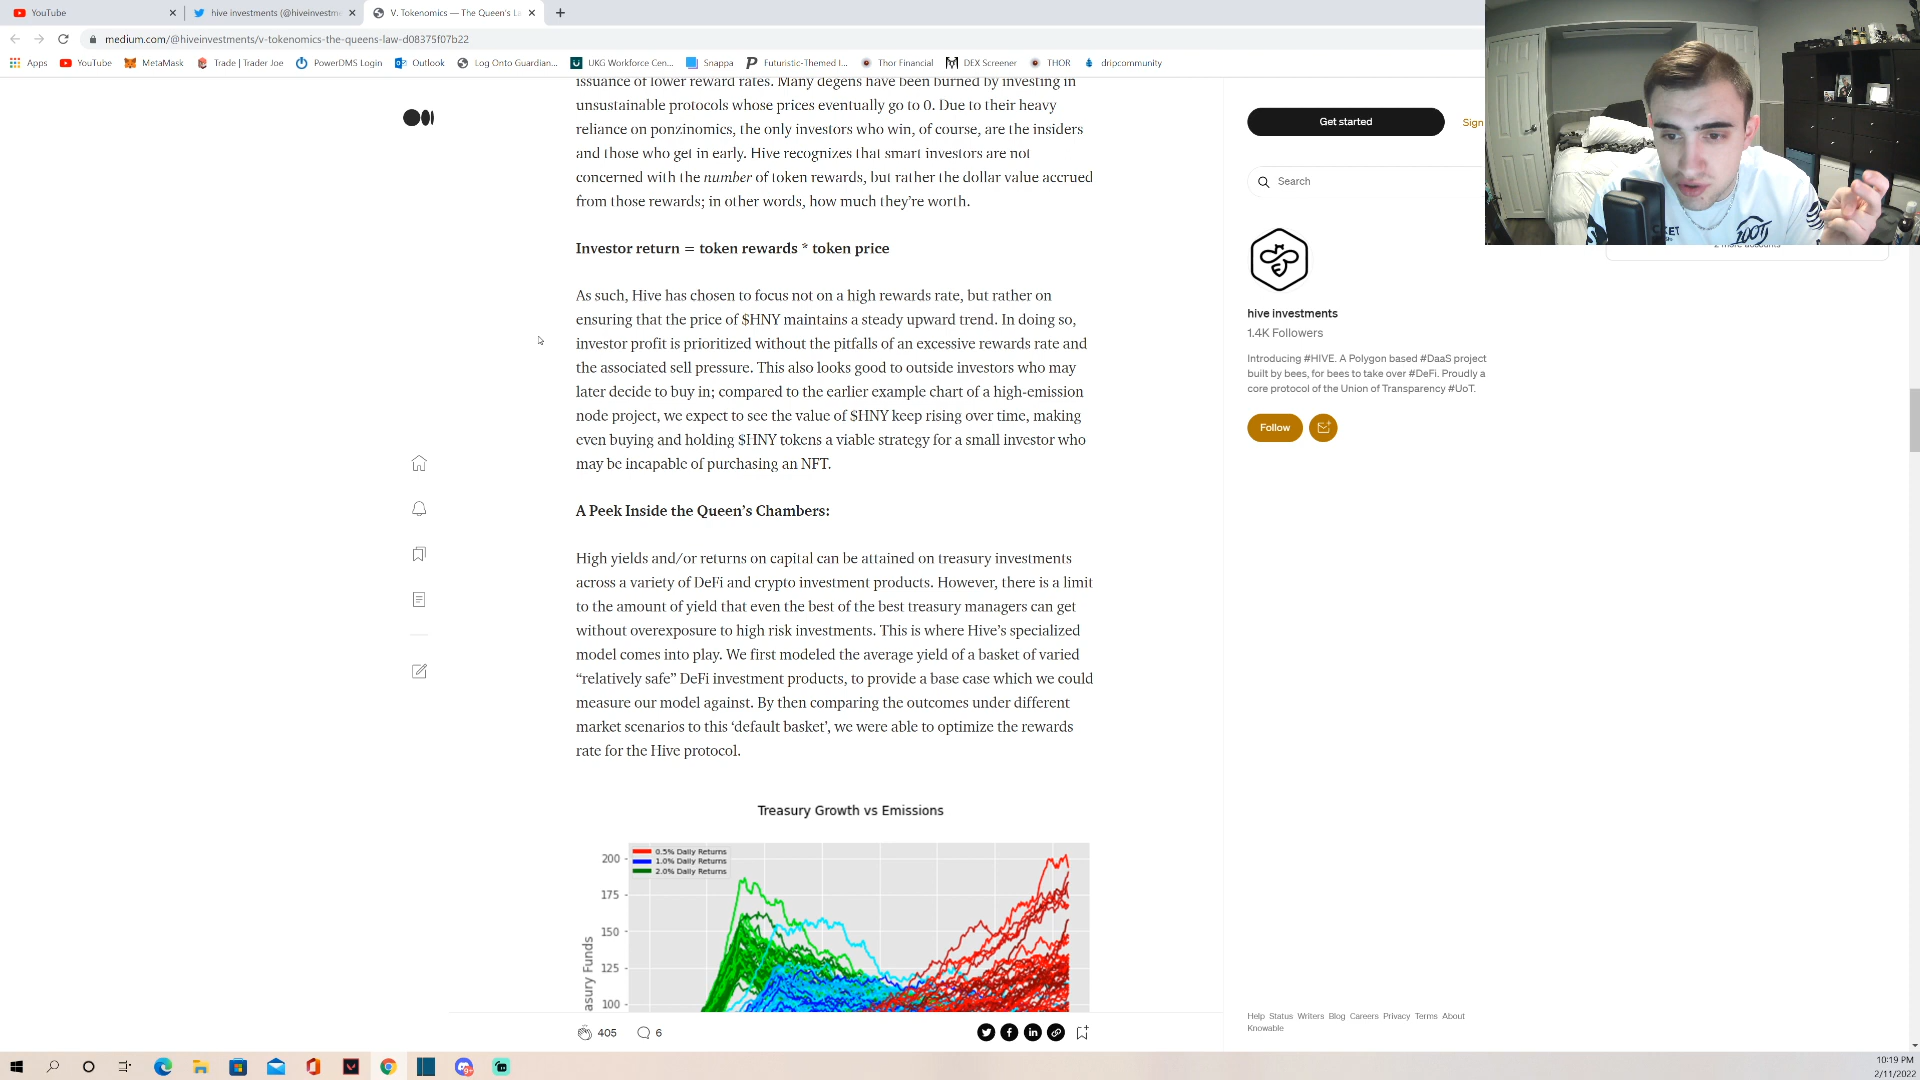 YouTube
hive investments (@hiveinvestm
V. Tokenomics — The Queen's La
medium.com/@hiveinvestments/v-tokenomics-the-queens-law-d08375f07b22
Apps
YouTube
MetaMask
Trade | Trader Joe
PowerDMS Login
Outlook
Log Onto Guardian...
UKG Workforce Cen...
Snappa
Futuristic-Themed I...
Thor Financial
DEX Screener
THOR
dripcommunity
issuance of lower reward rates. Many degens have been burned by investing in
unsustainable protocols whose prices eventually go to 0. Due to their heavy
reliance on ponzinomics, the only investors who win, of course, are the insiders
and those who get in early. Hive recognizes that smart investors are not
concerned with the number of token rewards, but rather the dollar value accrued
from those rewards; in other words, how much they're worth.
Investor return = token rewards * token price
As such, Hive has chosen to focus not on a high rewards rate, but rather on
ensuring that the price of $HNY maintains a steady upward trend. In doing so,
investor profit is prioritized without the pitfalls of an excessive rewards rate and
the associated sell pressure. This also looks good to outside investors who may
later decide to buy in; compared to the earlier example chart of a high-emission
node project, we expect to see the value of $HNY keep rising over time, making
even buying and holding $HNY tokens a viable strategy for a small investor who
may be incapable of purchasing an NFT.
A Peek Inside the Queen's Chambers:
High yields and/or returns on capital can be attained on treasury investments
across a variety of DeFi and crypto investment products. However, there is a limit
to the amount of yield that even the best of the best treasury managers can get
without overexposure to high risk investments. This is where Hive's specialized
model comes into play. We first modeled the average yield of a basket of varied
“relatively safe” DeFi investment products, to provide a base case which we could
measure our model against. By then comparing the outcomes under different
market scenarios to this ‘default basket’, we were able to optimize the rewards
rate for the Hive protocol.
Treasury Growth vs Emissions
0.5% Daily Returns
1.0% Daily Returns
2.0% Daily Returns
200
175
150
125
100
asury Funds
405
6
Get started
Sign
Search
hive investments
1.4K Followers
Introducing #HIVE. A Polygon based #DaaS project
built by bees, for bees to take over #DeFi. Proudly a
core protocol of the Union of Transparency #UoT.
Follow
Help Status Writers Blog Careers Privacy Terms About
Knowable
10:19 PM
2/11/2022